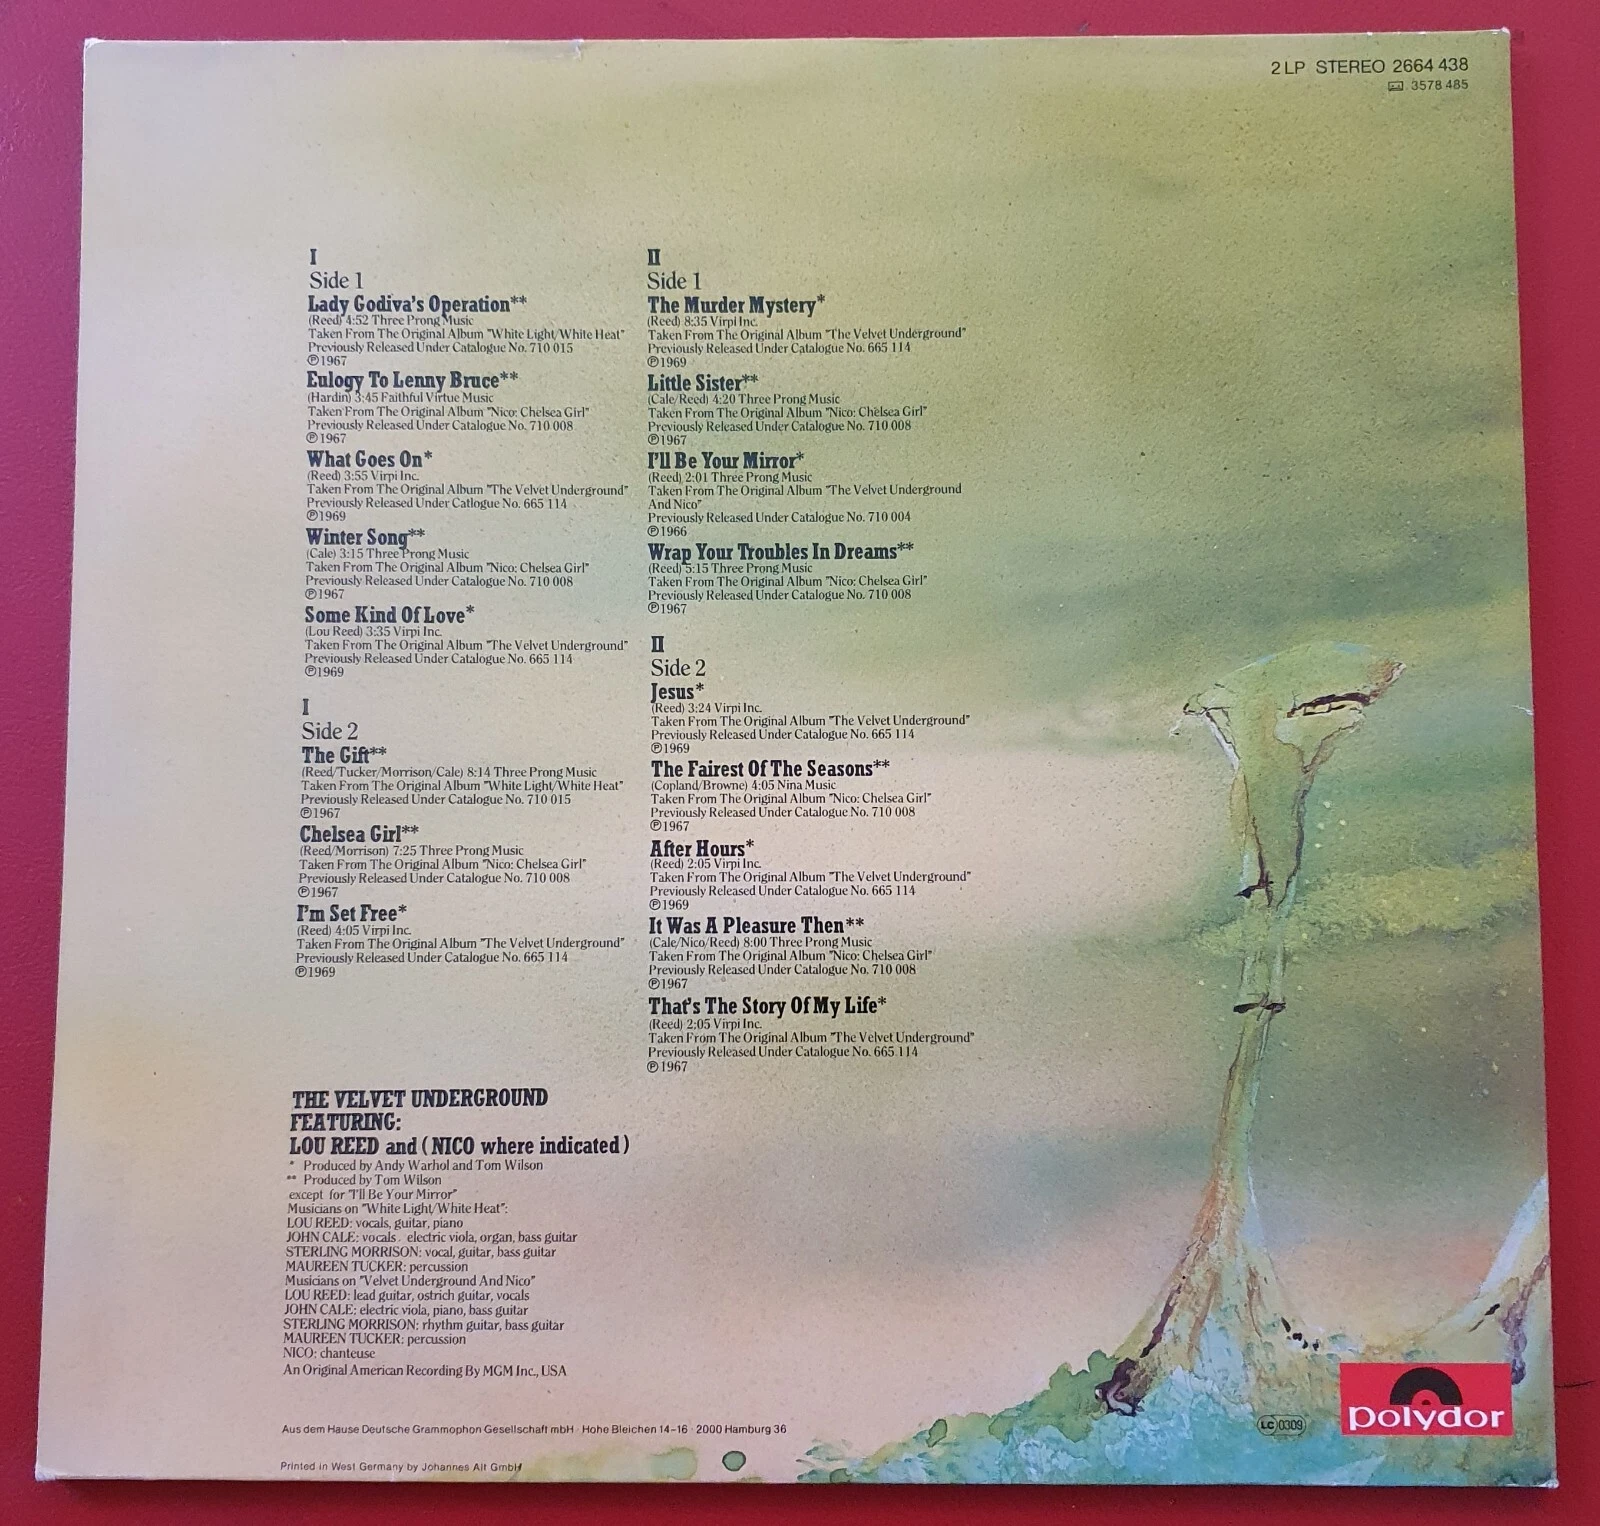 2 LP STEREO 2664 438
3578 485
I
Side 1
Lady Godiva's Operation**
(Reed) 4:52 Three Prong Music
Taken From The Original Album "White Light/White Heat"
Previously Released Under Catalogue No. 710 015
℗1967
Eulogy To Lenny Bruce**
(Hardin) 3:45 Faithful Virtue Music
Taken From The Original Album "Nico: Chelsea Girl"
Previously Released Under Catalogue No. 710 008
℗1967
What Goes On*
(Reed) 3:55 Virpi Inc.
Taken From The Original Album "The Velvet Underground"
Previously Released Under Catlogue No. 665 114
℗1969
Winter Song**
(Cale) 3:15 Three Prong Music
Taken From The Original Album "Nico: Chelsea Girl"
Previously Released Under Catalogue No. 710 008
℗1967
Some Kind Of Love*
(Lou Reed) 3:35 Virpi Inc.
Taken From The Original Album "The Velvet Underground"
Previously Released Under Catalogue No. 665 114
℗1969
I
Side 2
The Gift**
(Reed/Tucker/Morrison/Cale) 8:14 Three Prong Music
Taken From The Original Album "White Light/White Heat"
Previously Released Under Catalogue No. 710 015
℗1967
Chelsea Girl**
(Reed/Morrison) 7:25 Three Prong Music
Taken From The Original Album "Nico: Chelsea Girl"
Previously Released Under Catalogue No. 710 008
℗1967
I'm Set Free*
(Reed) 4:05 Virpi Inc.
Taken From The Original Album "The Velvet Underground"
Previously Released Under Catalogue No. 665 114
℗1969
II
Side 1
The Murder Mystery*
(Reed) 8:35 Virpi Inc.
Taken From The Original Album "The Velvet Underground"
Previously Released Under Catalogue No. 665 114
℗1969
Little Sister**
(Cale/Reed) 4:20 Three Prong Music
Taken From The Original Album "Nico: Chelsea Girl"
Previously Released Under Catalogue No. 710 008
℗1967
I'll Be Your Mirror*
(Reed) 2:01 Three Prong Music
Taken From The Original Album "The Velvet Underground
And Nico"
Previously Released Under Catalogue No. 710 004
℗1966
Wrap Your Troubles In Dreams**
(Reed) 5:15 Three Prong Music
Taken From The Original Album "Nico: Chelsea Girl"
Previously Released Under Catalogue No. 710 008
℗1967
II
Side 2
Jesus*
(Reed) 3:24 Virpi Inc.
Taken From The Original Album "The Velvet Underground"
Previously Released Under Catalogue No. 665 114
℗1969
The Fairest Of The Seasons**
(Copland/Browne) 4:05 Nina Music
Taken From The Original Album "Nico: Chelsea Girl"
Previously Released Under Catalogue No. 710 008
℗1967
After Hours*
(Reed) 2:05 Virpi Inc.
Taken From The Original Album "The Velvet Underground"
Previously Released Under Catalogue No. 665 114
℗1969
It Was A Pleasure Then**
(Cale/Nico/Reed) 8:00 Three Prong Music
Taken From The Original Album "Nico: Chelsea Girl"
Previously Released Under Catalogue No. 710 008
℗1967
That's The Story Of My Life*
(Reed) 2:05 Virpi Inc.
Taken From The Original Album "The Velvet Underground"
Previously Released Under Catalogue No. 665 114
℗1967
THE VELVET UNDERGROUND
FEATURING:
LOU REED and (NICO where indicated)
* Produced by Andy Warhol and Tom Wilson
** Produced by Tom Wilson
except for "I'll Be Your Mirror"
Musicians on "White Light/White Heat":
LOU REED: vocals, guitar, piano
JOHN CALE: vocals, electric viola, organ, bass guitar
STERLING MORRISON: vocal, guitar, bass guitar
MAUREEN TUCKER: percussion
Musicians on "Velvet Underground And Nico"
LOU REED: lead guitar, ostrich guitar, vocals
JOHN CALE: electric viola, piano, bass guitar
STERLING MORRISON: rhythm guitar, bass guitar
MAUREEN TUCKER: percussion
NICO: chanteuse
An Original American Recording By MGM Inc., USA
Aus dem Hause Deutsche Grammophon Gesellschaft mbH · Hohe Bleichen 14-16 · 2000 Hamburg 36
Printed in West Germany by Johannes Alt GmbH
LC 0309
polydor